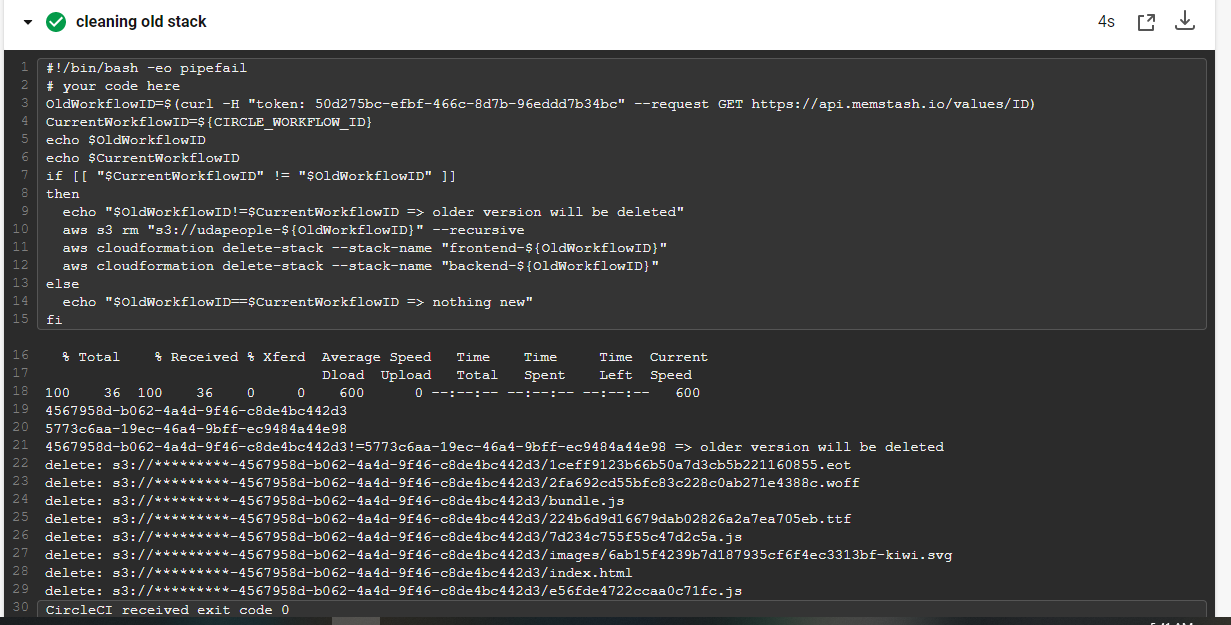 cleaning old stack 4s
1 #!/bin/bash -eo pipefail
2 # your code here
3 OldWorkflowID=$(curl -H "token: 50d275bc-efbf-466c-8d7b-96eddd7b34bc" --request GET https://api.memstash.io/values/ID)
4 CurrentWorkflowID=${CIRCLE_WORKFLOW_ID}
5 echo $OldWorkflowID
6 echo $CurrentWorkflowID
7 if [[ "$CurrentWorkflowID" != "$OldWorkflowID" ]]
8 then
9 echo "$OldWorkflowID!=$CurrentWorkflowID => older version will be deleted"
10 aws s3 rm "s3://udapeople-${OldWorkflowID}" --recursive
11 aws cloudformation delete-stack --stack-name "frontend-${OldWorkflowID}"
12 aws cloudformation delete-stack --stack-name "backend-${OldWorkflowID}"
13 else
14 echo "$OldWorkflowID==$CurrentWorkflowID => nothing new"
15 fi
16 % Total % Received % Xferd Average Speed Time Time Time Current
17 Dload Upload Total Spent Left Speed
18 100 36 100 36 0 0 600 0 --:--:-- --:--:-- --:--:-- 600
19 4567958d-b062-4a4d-9f46-c8de4bc442d3
20 5773c6aa-19ec-46a4-9bff-ec9484a44e98
21 4567958d-b062-4a4d-9f46-c8de4bc442d3!=5773c6aa-19ec-46a4-9bff-ec9484a44e98 => older version will be deleted
22 delete: s3://*********-4567958d-b062-4a4d-9f46-c8de4bc442d3/1ceff9123b66b50a7d3cb5b221160855.eot
23 delete: s3://*********-4567958d-b062-4a4d-9f46-c8de4bc442d3/2fa692cd55bfc83c228c0ab271e4388c.woff
24 delete: s3://*********-4567958d-b062-4a4d-9f46-c8de4bc442d3/bundle.js
25 delete: s3://*********-4567958d-b062-4a4d-9f46-c8de4bc442d3/224b6d9d16679dab02826a2a7ea705eb.ttf
26 delete: s3://*********-4567958d-b062-4a4d-9f46-c8de4bc442d3/7d234c755f55c47d2c5a.js
27 delete: s3://*********-4567958d-b062-4a4d-9f46-c8de4bc442d3/images/6ab15f4239b7d187935cf6f4ec3313bf-kiwi.svg
28 delete: s3://*********-4567958d-b062-4a4d-9f46-c8de4bc442d3/index.html
29 delete: s3://*********-4567958d-b062-4a4d-9f46-c8de4bc442d3/e56fde4722ccaa0c71fc.js
30 CircleCI received exit code 0